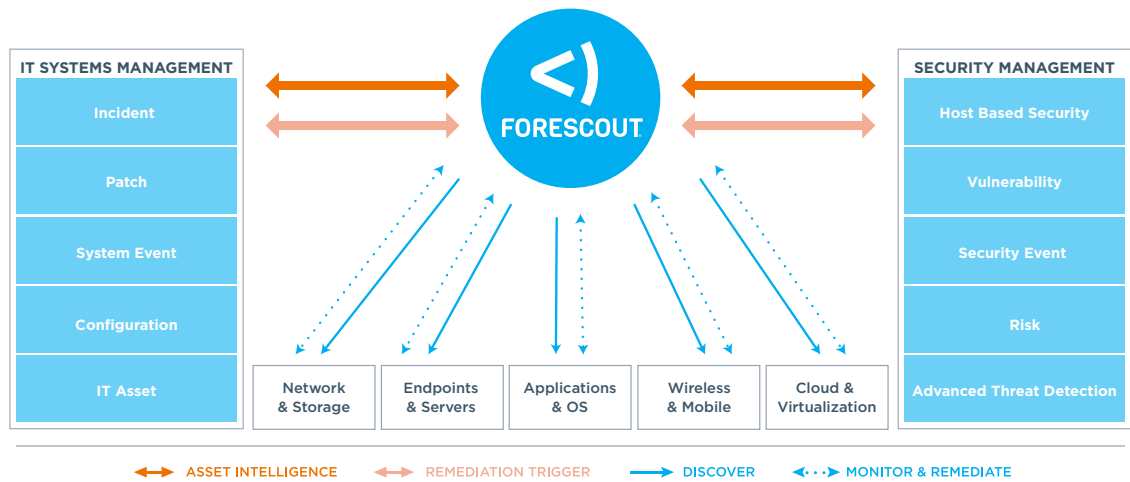 IT SYSTEMS MANAGEMENT
Incident
Patch
System Event
Configuration
IT Asset
FORESCOUT
SECURITY MANAGEMENT
Host Based Security
Vulnerability
Security Event
Risk
Advanced Threat Detection
Network
& Storage
Endpoints
& Servers
Applications
& OS
Wireless
& Mobile
Cloud &
Virtualization
ASSET INTELLIGENCE
REMEDIATION TRIGGER
DISCOVER
MONITOR & REMEDIATE